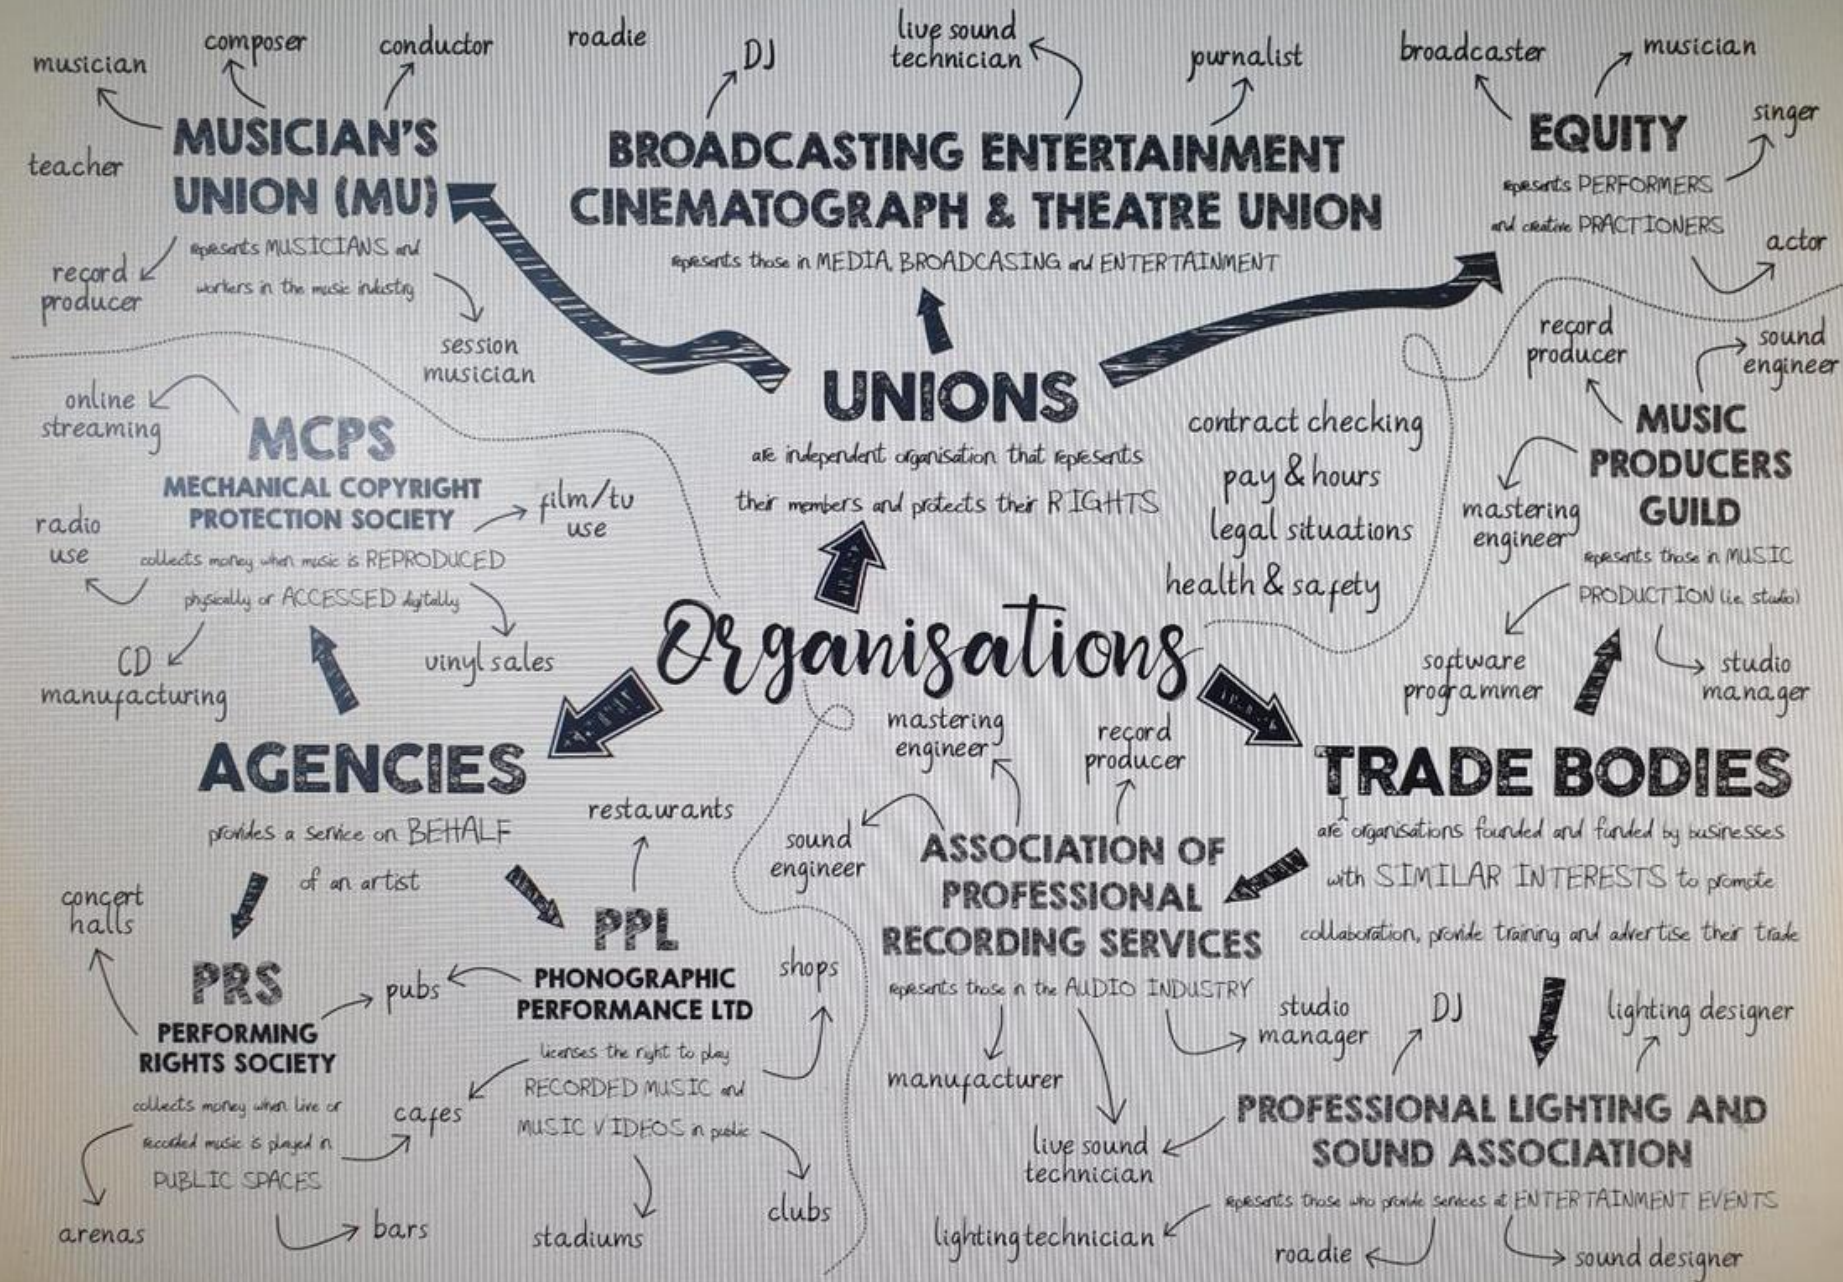 musician
composer
conductor
roadie
DJ
live sound
technician
journalist
broadcaster
musician
singer
teacher
MUSICIAN'S
UNION (MU)
represents MUSICIANS and
workers in the music industry
record
producer
session
musician
BROADCASTING ENTERTAINMENT
CINEMATOGRAPH & THEATRE UNION
represents those in MEDIA, BROADCASING and ENTERTAINMENT
EQUITY
represents PERFORMERS
and creative PRACTIONERS
actor
UNIONS
are independent organisation that represents
their members and protects their RIGHTS
contract checking
pay & hours
legal situations
health & safety
record
producer
sound
engineer
MUSIC
PRODUCERS
GUILD
represents those in MUSIC
PRODUCTION (i.e. studio)
mastering
engineer
software
programmer
studio
manager
online
streaming
MCPS
MECHANICAL COPYRIGHT
PROTECTION SOCIETY
collects money when music is REPRODUCED
physically or ACCESSED digitally
radio
use
film/tv
use
CD
manufacturing
vinyl sales
Organisations
AGENCIES
provides a service on BEHALF
of an artist
restaurants
concert
halls
PRS
PERFORMING
RIGHTS SOCIETY
collects money when live or
recorded music is played in
PUBLIC SPACES
pubs
cafes
arenas
bars
PPL
PHONOGRAPHIC
PERFORMANCE LTD
licenses the right to play
RECORDED MUSIC and
MUSIC VIDEOS in public
shops
stadiums
clubs
mastering
engineer
record
producer
sound
engineer
ASSOCIATION OF
PROFESSIONAL
RECORDING SERVICES
represents those in the AUDIO INDUSTRY
manufacturer
studio
manager
live sound
technician
TRADE BODIES
are organisations founded and funded by businesses
with SIMILAR INTERESTS to promote
collaboration, provide training and advertise their trade
DJ
lighting designer
PROFESSIONAL LIGHTING AND
SOUND ASSOCIATION
represents those who provide services at ENTERTAINMENT EVENTS
lighting technician
roadie
sound designer